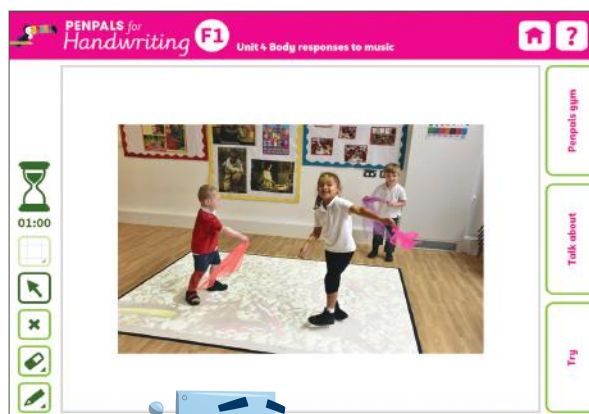 PENPALS for
Handwriting
F1
Unit 4 Body responses to music
?
Penpals gym
01:00
Talk about
Try